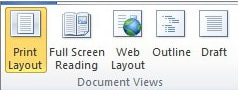 Print Layout
Full Screen Reading
Web Layout
Outline
Draft
Document Views